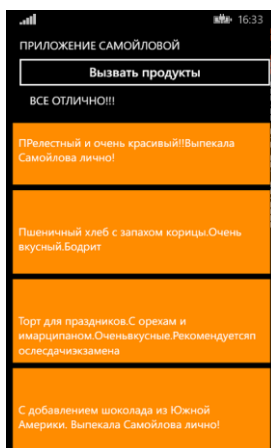 16:33
ПРИЛОЖЕНИЕ САМОЙЛОВОЙ
Вызвать продукты
ВСЕ ОТЛИЧНО!!!
ПРелестный и очень красивый!!Выпекала
Самойлова лично!
Пшеничный хлеб с запахом корицы.Очень
вкусный.Бодрит
Торт для праздников.С орехам и
имарципаном.Оченьвкусные.Рекомендуетсяп
ослесдачиэкзамена
С добавлением шоколада из Южной
Америки. Выпекала Самойлова лично!